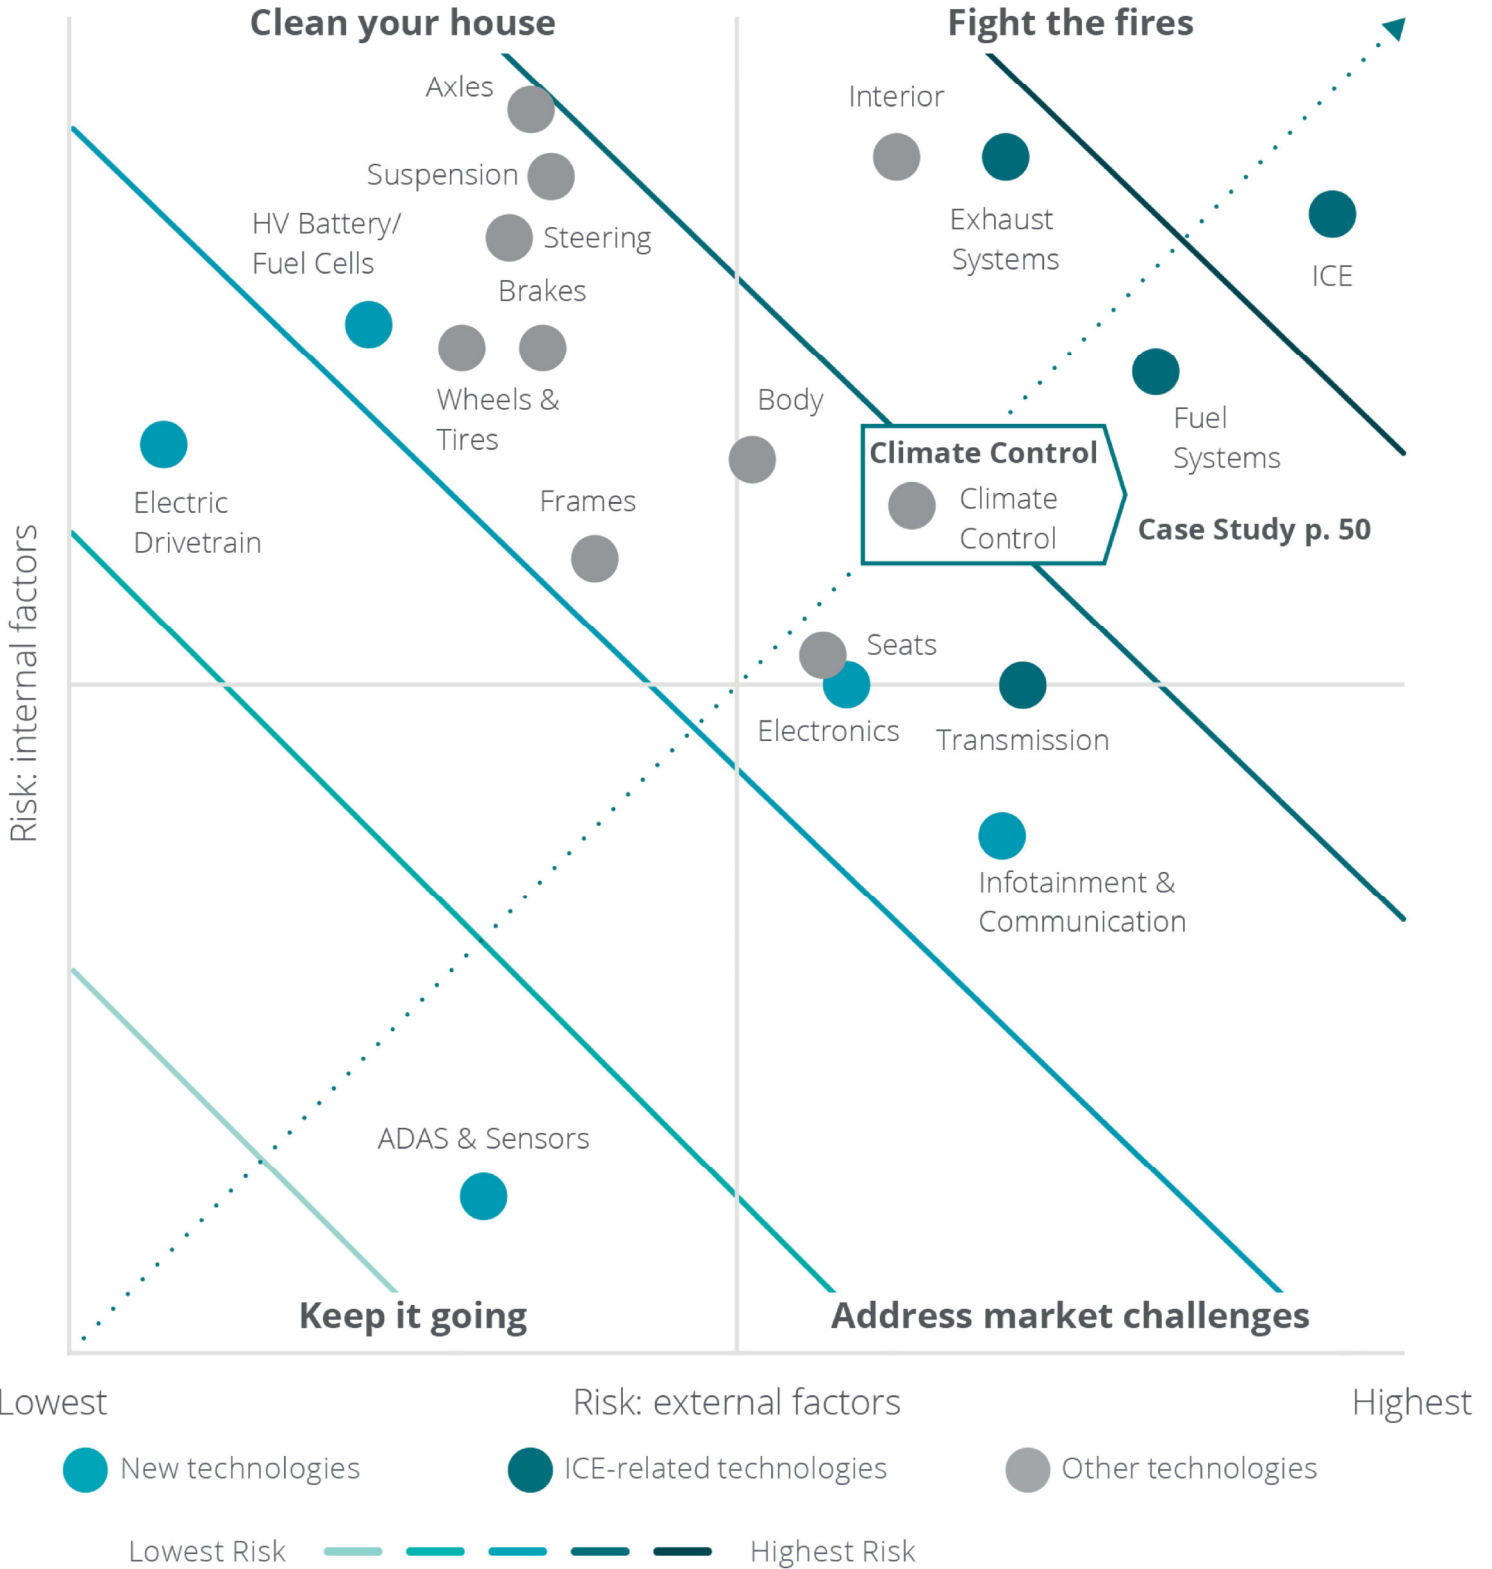 Clean your house
Fight the fires
Axles
Interior
Suspension
HV Battery/
Fuel Cells
Steering
Exhaust
Systems
ICE
Brakes
Wheels &
Tires
Body
Fuel
Systems
Climate Control
Climate
Control
Case Study p. 50
Electric
Drivetrain
Frames
Risk: internal factors
Seats
Electronics
Transmission
Infotainment &
Communication
ADAS & Sensors
Keep it going
Address market challenges
Lowest
Risk: external factors
Highest
New technologies
ICE-related technologies
Other technologies
Lowest Risk
Highest Risk